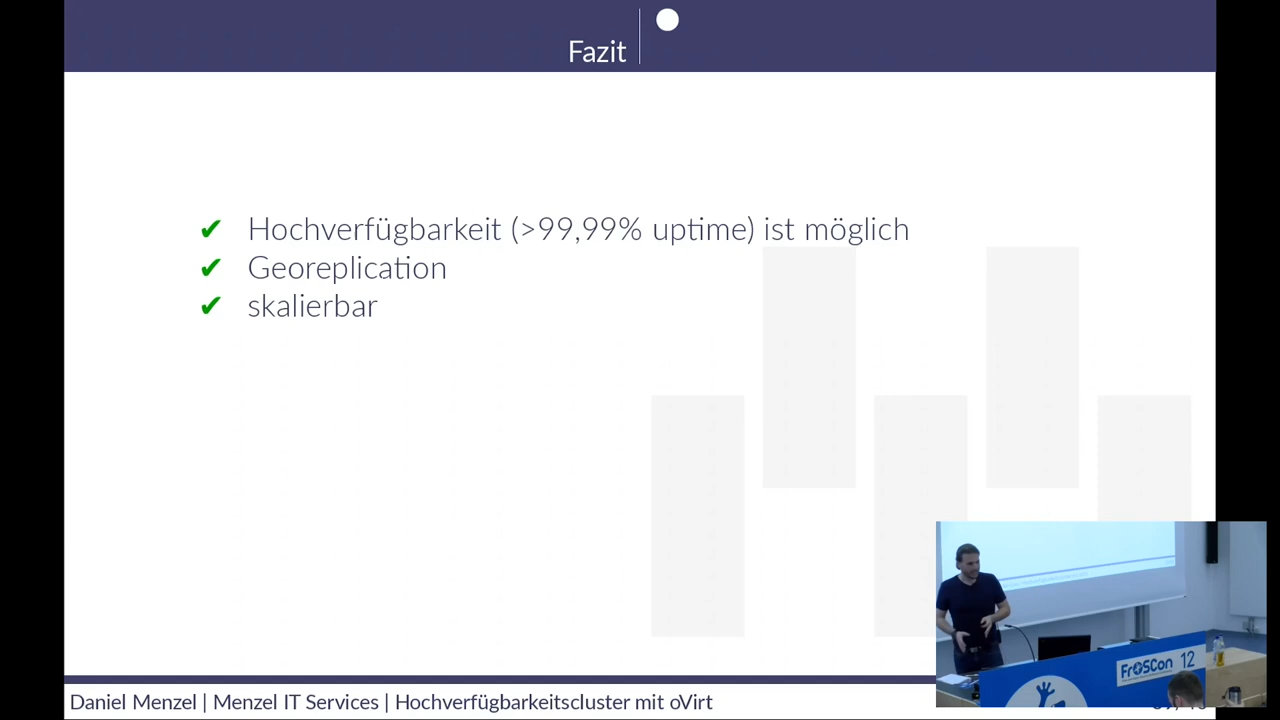 Fazit
✔ Hochverfügbarkeit (>99,99% uptime) ist möglich
✔ Georeplication
✔ skalierbar
FrOSCon 12
Daniel Menzel | Menzel IT Services | Hochverfügbarkeitscluster mit oVirt